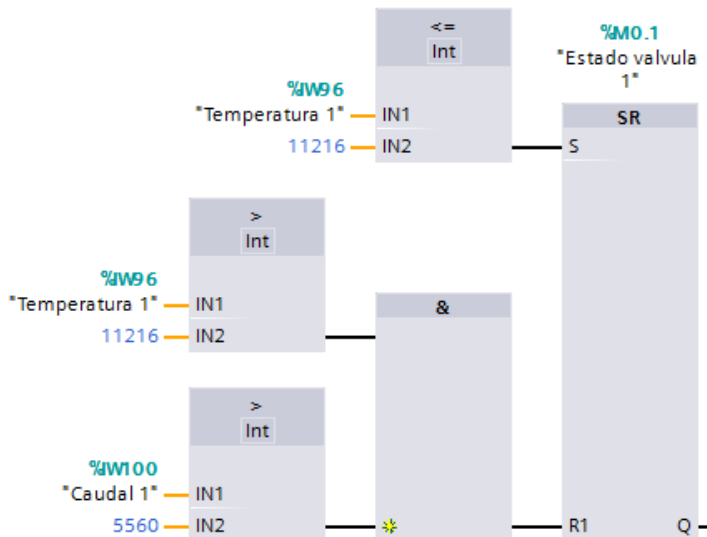 <=
Int
%IW96
"Temperatura 1"
IN1
11216
IN2
%M0.1
"Estado valvula
1"
SR
S
>
Int
%IW96
"Temperatura 1"
IN1
11216
IN2
&
>
Int
%IW100
"Caudal 1"
IN1
5560
IN2
R1
Q